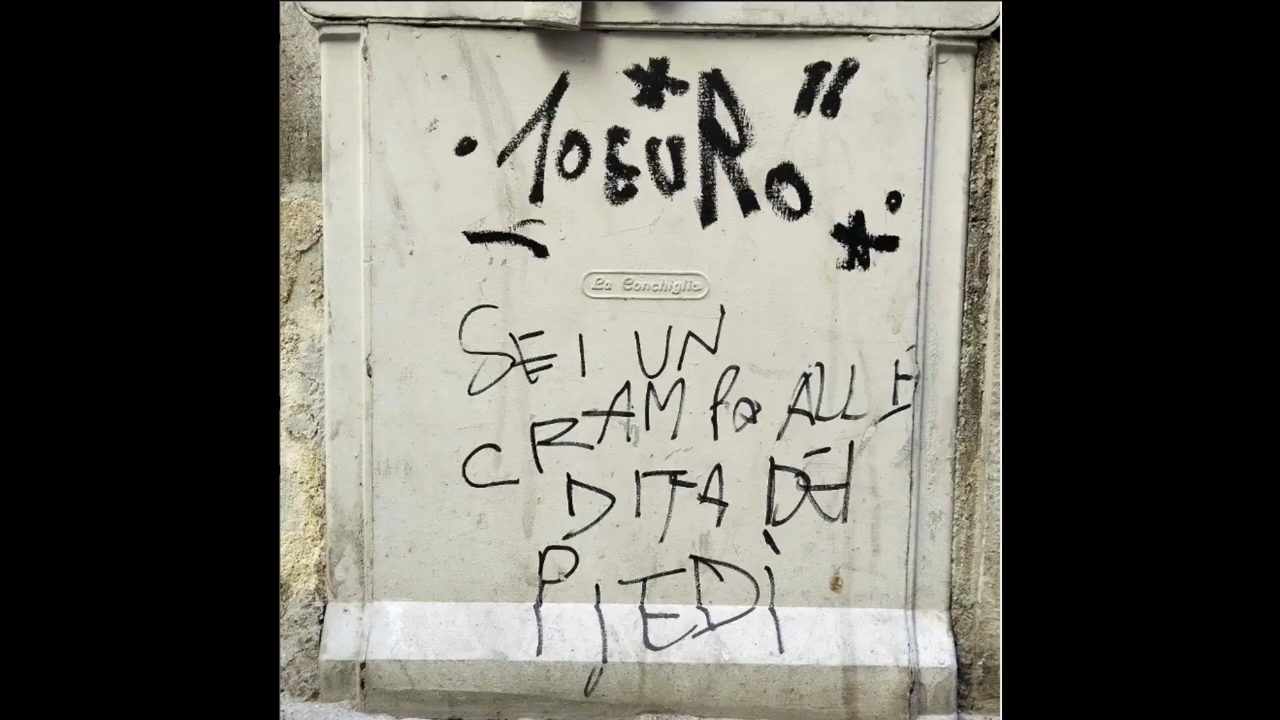 10EURO"
La Conchiglia
SEI UN
CRAMPO ALLE
DITA DEI
PIEDI